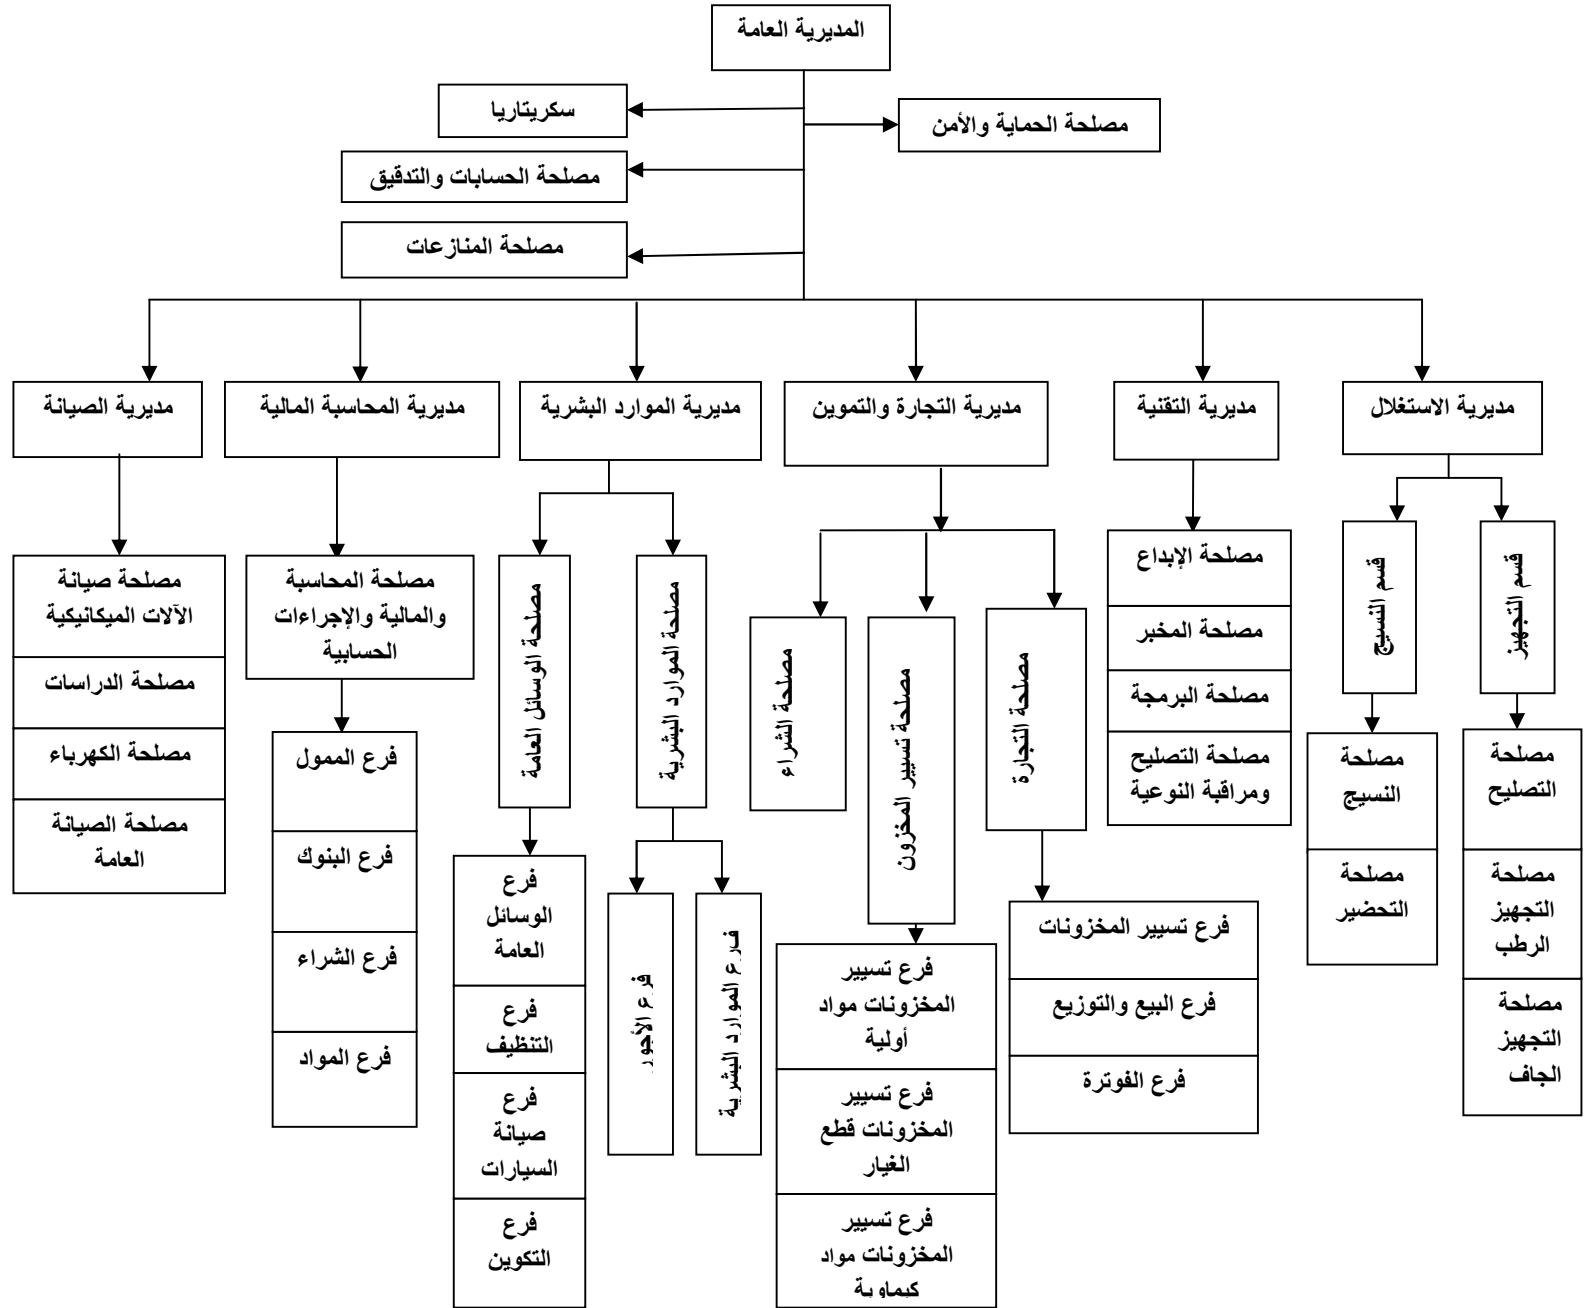 المديرية العامة
سكريتاريا
مصلحة الحماية والأمن
مصلحة الحسابات والتدقيق
مصلحة المنازعات
مديرية الاستغلال
مديرية التقنية
مديرية التجارة والتموين
مديرية الموارد البشرية
مديرية المحاسبة المالية
مديرية الصيانة
قسم التجهيز
قسم النسيج
مصلحة
التصليح
مصلحة
التجهيز
الرطب
مصلحة
التجهيز
الجاف
مصلحة
النسيج
مصلحة
التحضير
مصلحة الإبداع
مصلحة المخبر
مصلحة البرمجة
مصلحة التصليح
ومراقبة النوعية
مصلحة التجارة
مصلحة تسيير المخزون
مصلحة الشراء
فرع تسيير المخزونات
فرع البيع والتوزيع
فرع الفوترة
فرع تسيير
المخزونات مواد
أولية
فرع تسيير
المخزونات قطع
الغيار
فرع تسيير
المخزونات مواد
كيماوية
مصلحة الموارد البشرية
مصلحة الوسائل العامة
فرع الموارد البشرية
فرع الأجور
فرع
الوسائل
العامة
فرع
التنظيف
فرع
صيانة
السيارات
فرع
التكوين
مصلحة المحاسبة
والمالية والإجراءات
الحسابية
فرع الممول
فرع البنوك
فرع الشراء
فرع المواد
مصلحة صيانة
الآلات الميكانيكية
مصلحة الدراسات
مصلحة الكهرباء
مصلحة الصيانة
العامة